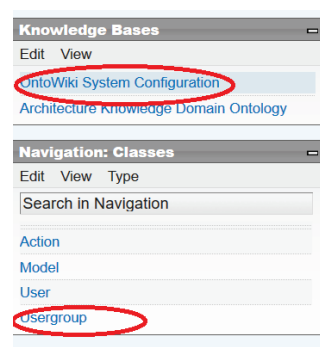 Knowledge Bases
Edit View
OntoWiki System Configuration
Architecture Knowledge Domain Ontology
Navigation: Classes
Edit View Type
Search in Navigation
Action
Model
User
Usergroup